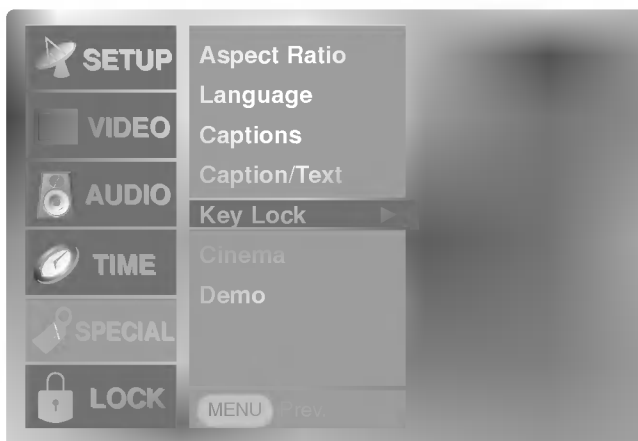 SETUP
VIDEO
AUDIO
TIME
SPECIAL
LOCK
Aspect Ratio
Language
Captions
Caption/Text
Key Lock
Cinema
Demo
MENU Prev.